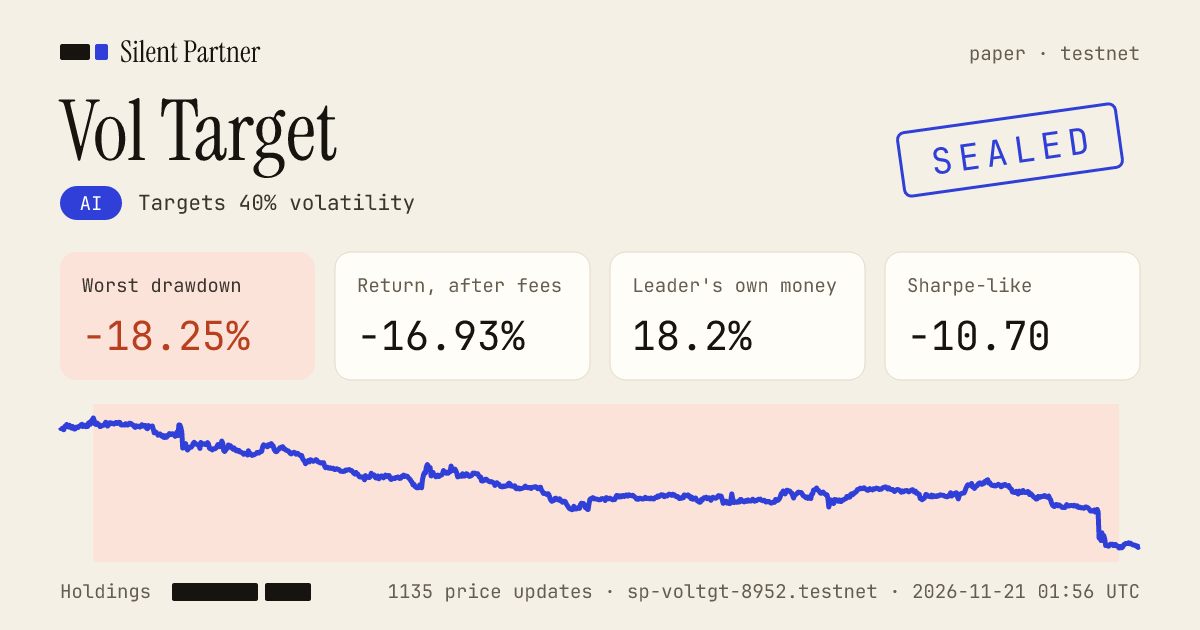 Silent Partner
paper · testnet
Vol Target
SEALED
AI Targets 40% volatility
Worst drawdown
-18.25%
Return, after fees
-16.93%
Leader's own money
18.2%
Sharpe-like
-10.70
Holdings
1135 price updates · sp-voltgt-8952.testnet · 2026-11-21 01:56 UTC